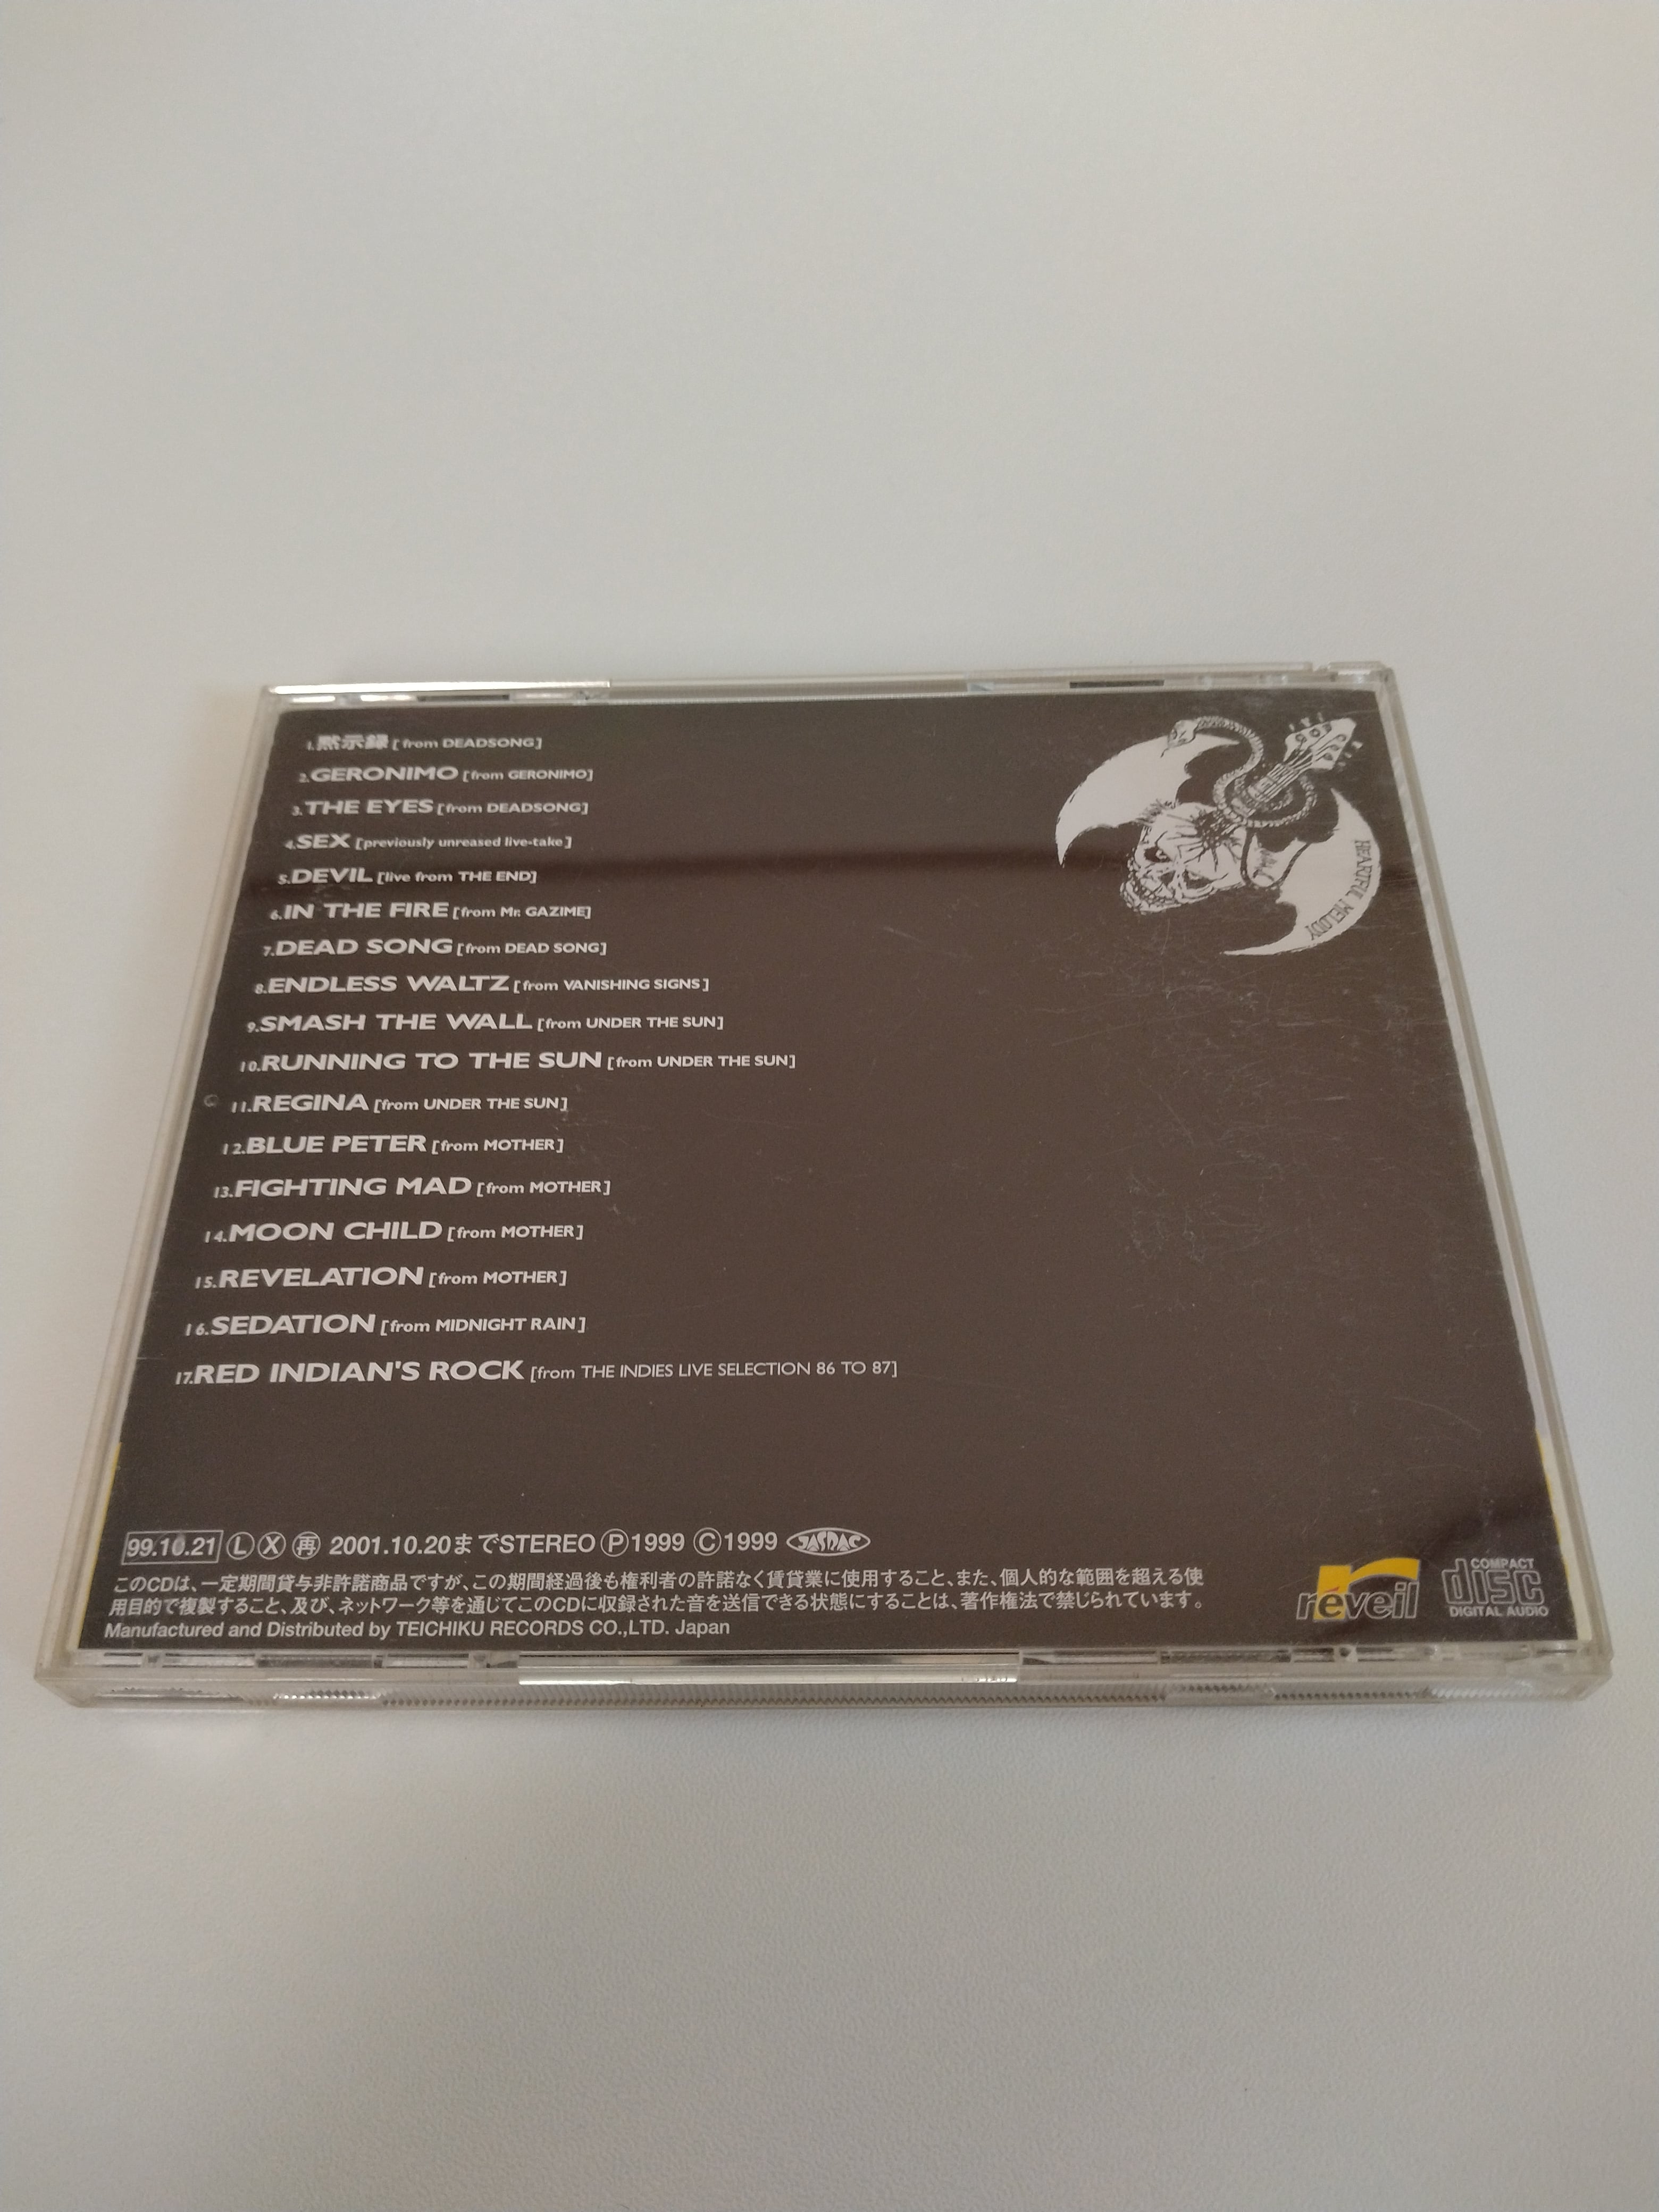 1.黙示録 [from DEADSONG]
2.GERONIMO [from GERONIMO]
3.THE EYES [from DEADSONG]
4.SEX [previously unreased live-take]
5.DEVIL [live from THE END]
6.IN THE FIRE [from Mr. GAZIME]
7.DEAD SONG [from DEAD SONG]
8.ENDLESS WALTZ [from VANISHING SIGNS]
9.SMASH THE WALL [from UNDER THE SUN]
10.RUNNING TO THE SUN [from UNDER THE SUN]
11.REGINA [from UNDER THE SUN]
12.BLUE PETER [from MOTHER]
13.FIGHTING MAD [from MOTHER]
14.MOON CHILD [from MOTHER]
15.REVELATION [from MOTHER]
16.SEDATION [from MIDNIGHT RAIN]
17.RED INDIAN'S ROCK [from THE INDIES LIVE SELECTION 86 TO 87]
HEARTFUL MELODY
99.10.21 Ⓛ Ⓧ ㊢ 2001.10.20までSTEREO Ⓟ1999 Ⓒ1999 JASRAC
このCDは、一定期間貸与非許諾商品ですが、この期間経過後も権利者の許諾なく賃貸業に使用すること、また、個人的な範囲を超える使
用目的で複製すること、及び、ネットワーク等を通じてこのCDに収録された音を送信できる状態にすることは、著作権法で禁じられています。
Manufactured and Distributed by TEICHIKU RECORDS CO.,LTD. Japan
réveil
COMPACT
disc
DIGITAL AUDIO